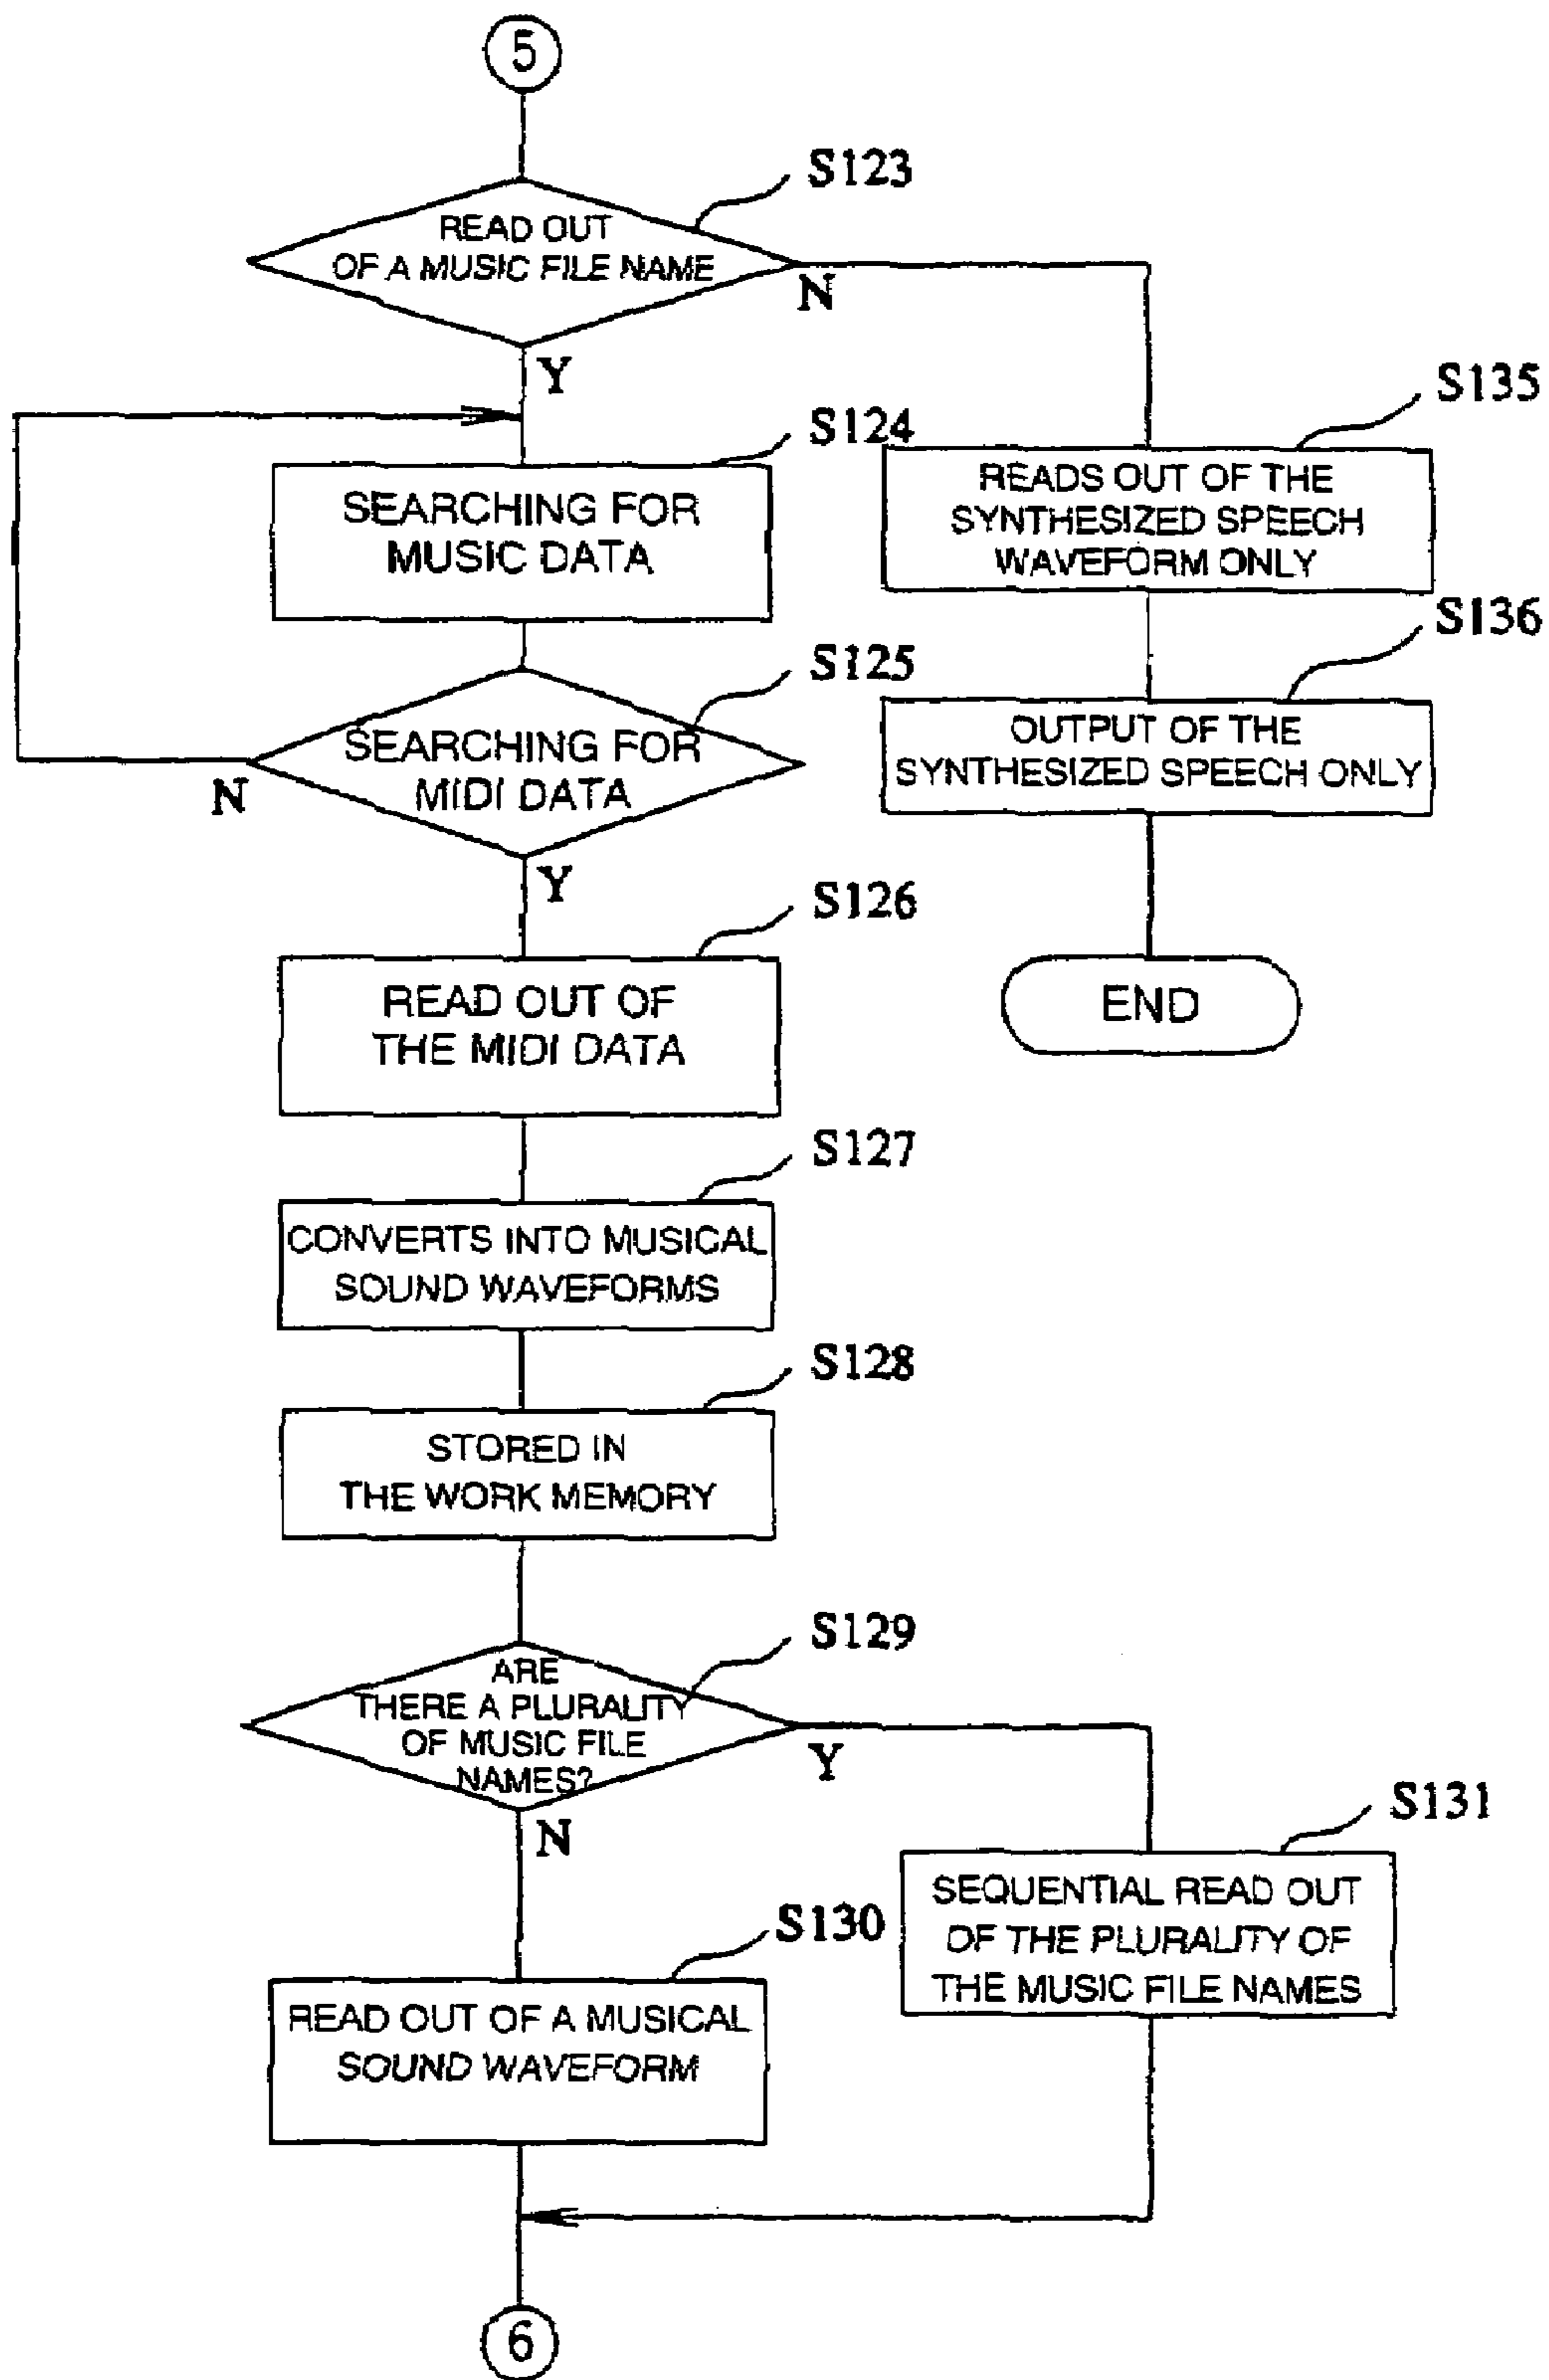 5
S123
READ OUT
OF A MUSIC FILE NAME
N
Y
S124
SEARCHING FOR
MUSIC DATA
S135
READS OUT OF THE
SYNTHESIZED SPEECH
WAVEFORM ONLY
S125
SEARCHING FOR
MIDI DATA
N
Y
S136
OUTPUT OF THE
SYNTHESIZED SPEECH ONLY
END
S126
READ OUT OF
THE MIDI DATA
S127
CONVERTS INTO MUSICAL
SOUND WAVEFORMS
S128
STORED IN
THE WORK MEMORY
S129
ARE
THERE A PLURALITY
OF MUSIC FILE
NAMES?
Y
N
S131
SEQUENTIAL READ OUT
OF THE PLURALITY OF
THE MUSIC FILE NAMES
S130
READ OUT OF A MUSICAL
SOUND WAVEFORM
6